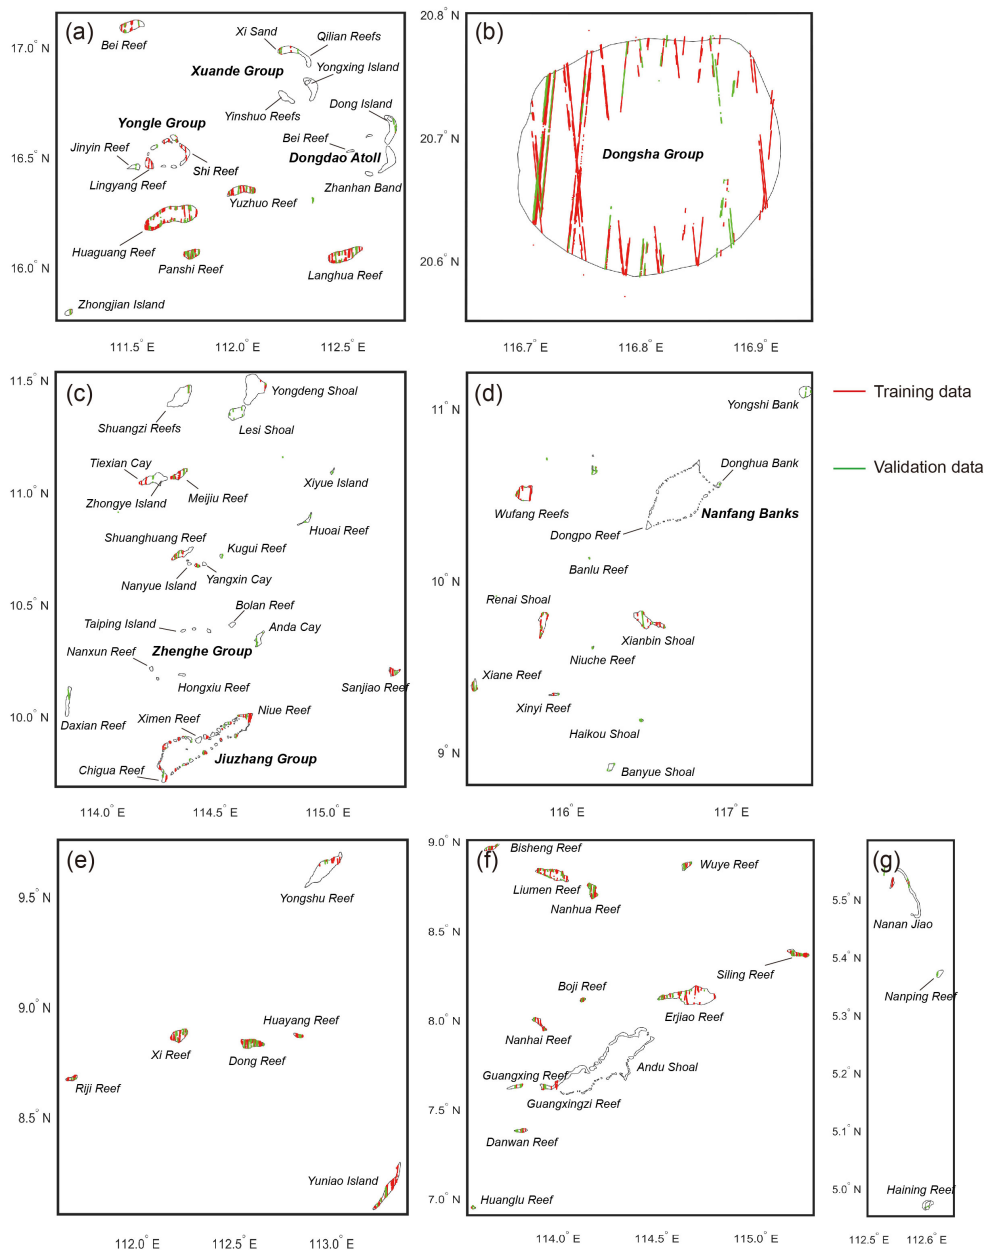 (a)
Bei Reef
Xi Sand
Qilian Reefs
Xuande Group
Yongxing Island
Yinshuo Reefs
Dong Island
Yongle Group
Bei Reef
Jinyin Reef
Dongdao Atoll
Lingyang Reef
Shi Reef
Zhanhan Band
Yuzhuo Reef
Huaguang Reef
Panshi Reef
Langhua Reef
Zhongjian Island
17.0° N
16.5° N
16.0° N
111.5° E
112.0° E
112.5° E
(b)
Dongsha Group
20.8° N
20.7° N
20.6° N
116.7° E
116.8° E
116.9° E
Training data
Validation data
(c)
Yongdeng Shoal
Shuangzi Reefs
Lesi Shoal
Tiexian Cay
Zhongye Island
Meijiu Reef
Xiyue Island
Huoai Reef
Shuanghuang Reef
Kugui Reef
Nanyue Island
Yangxin Cay
Bolan Reef
Taiping Island
Anda Cay
Zhenghe Group
Nanxun Reef
Hongxiu Reef
Sanjiao Reef
Niue Reef
Ximen Reef
Daxian Reef
Jiuzhang Group
Chigua Reef
11.5° N
11.0° N
10.5° N
10.0° N
114.0° E
114.5° E
115.0° E
(d)
Yongshi Bank
Donghua Bank
Wufang Reefs
Nanfang Banks
Dongpo Reef
Banlu Reef
Renai Shoal
Xianbin Shoal
Niuche Reef
Xiane Reef
Xinyi Reef
Haikou Shoal
Banyue Shoal
11° N
10° N
9° N
116° E
117° E
(e)
Yongshu Reef
Huayang Reef
Xi Reef
Dong Reef
Riji Reef
Yuniao Island
9.5° N
9.0° N
8.5° N
112.0° E
112.5° E
113.0° E
(f)
Bisheng Reef
Liumen Reef
Wuye Reef
Nanhua Reef
Siling Reef
Boji Reef
Erjiao Reef
Nanhai Reef
Andu Shoal
Guangxing Reef
Guangxingzi Reef
Danwan Reef
Huanglu Reef
9.0° N
8.5° N
8.0° N
7.5° N
7.0° N
114.0° E
114.5° E
115.0° E
(g)
Nanan Jiao
Nanping Reef
Haining Reef
5.5° N
5.4° N
5.3° N
5.2° N
5.1° N
5.0° N
112.5° E
112.6° E